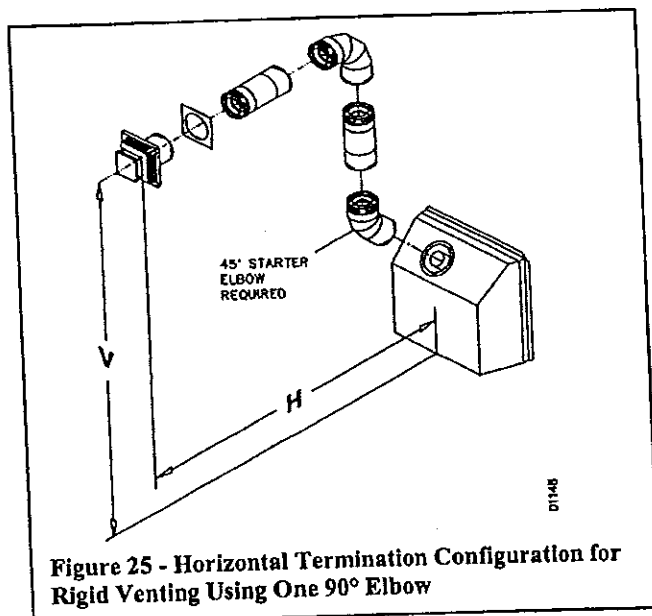 45° STARTER
ELBOW
REQUIRED
V
H
D1145
Figure 25 - Horizontal Termination Configuration for
Rigid Venting Using One 90° Elbow